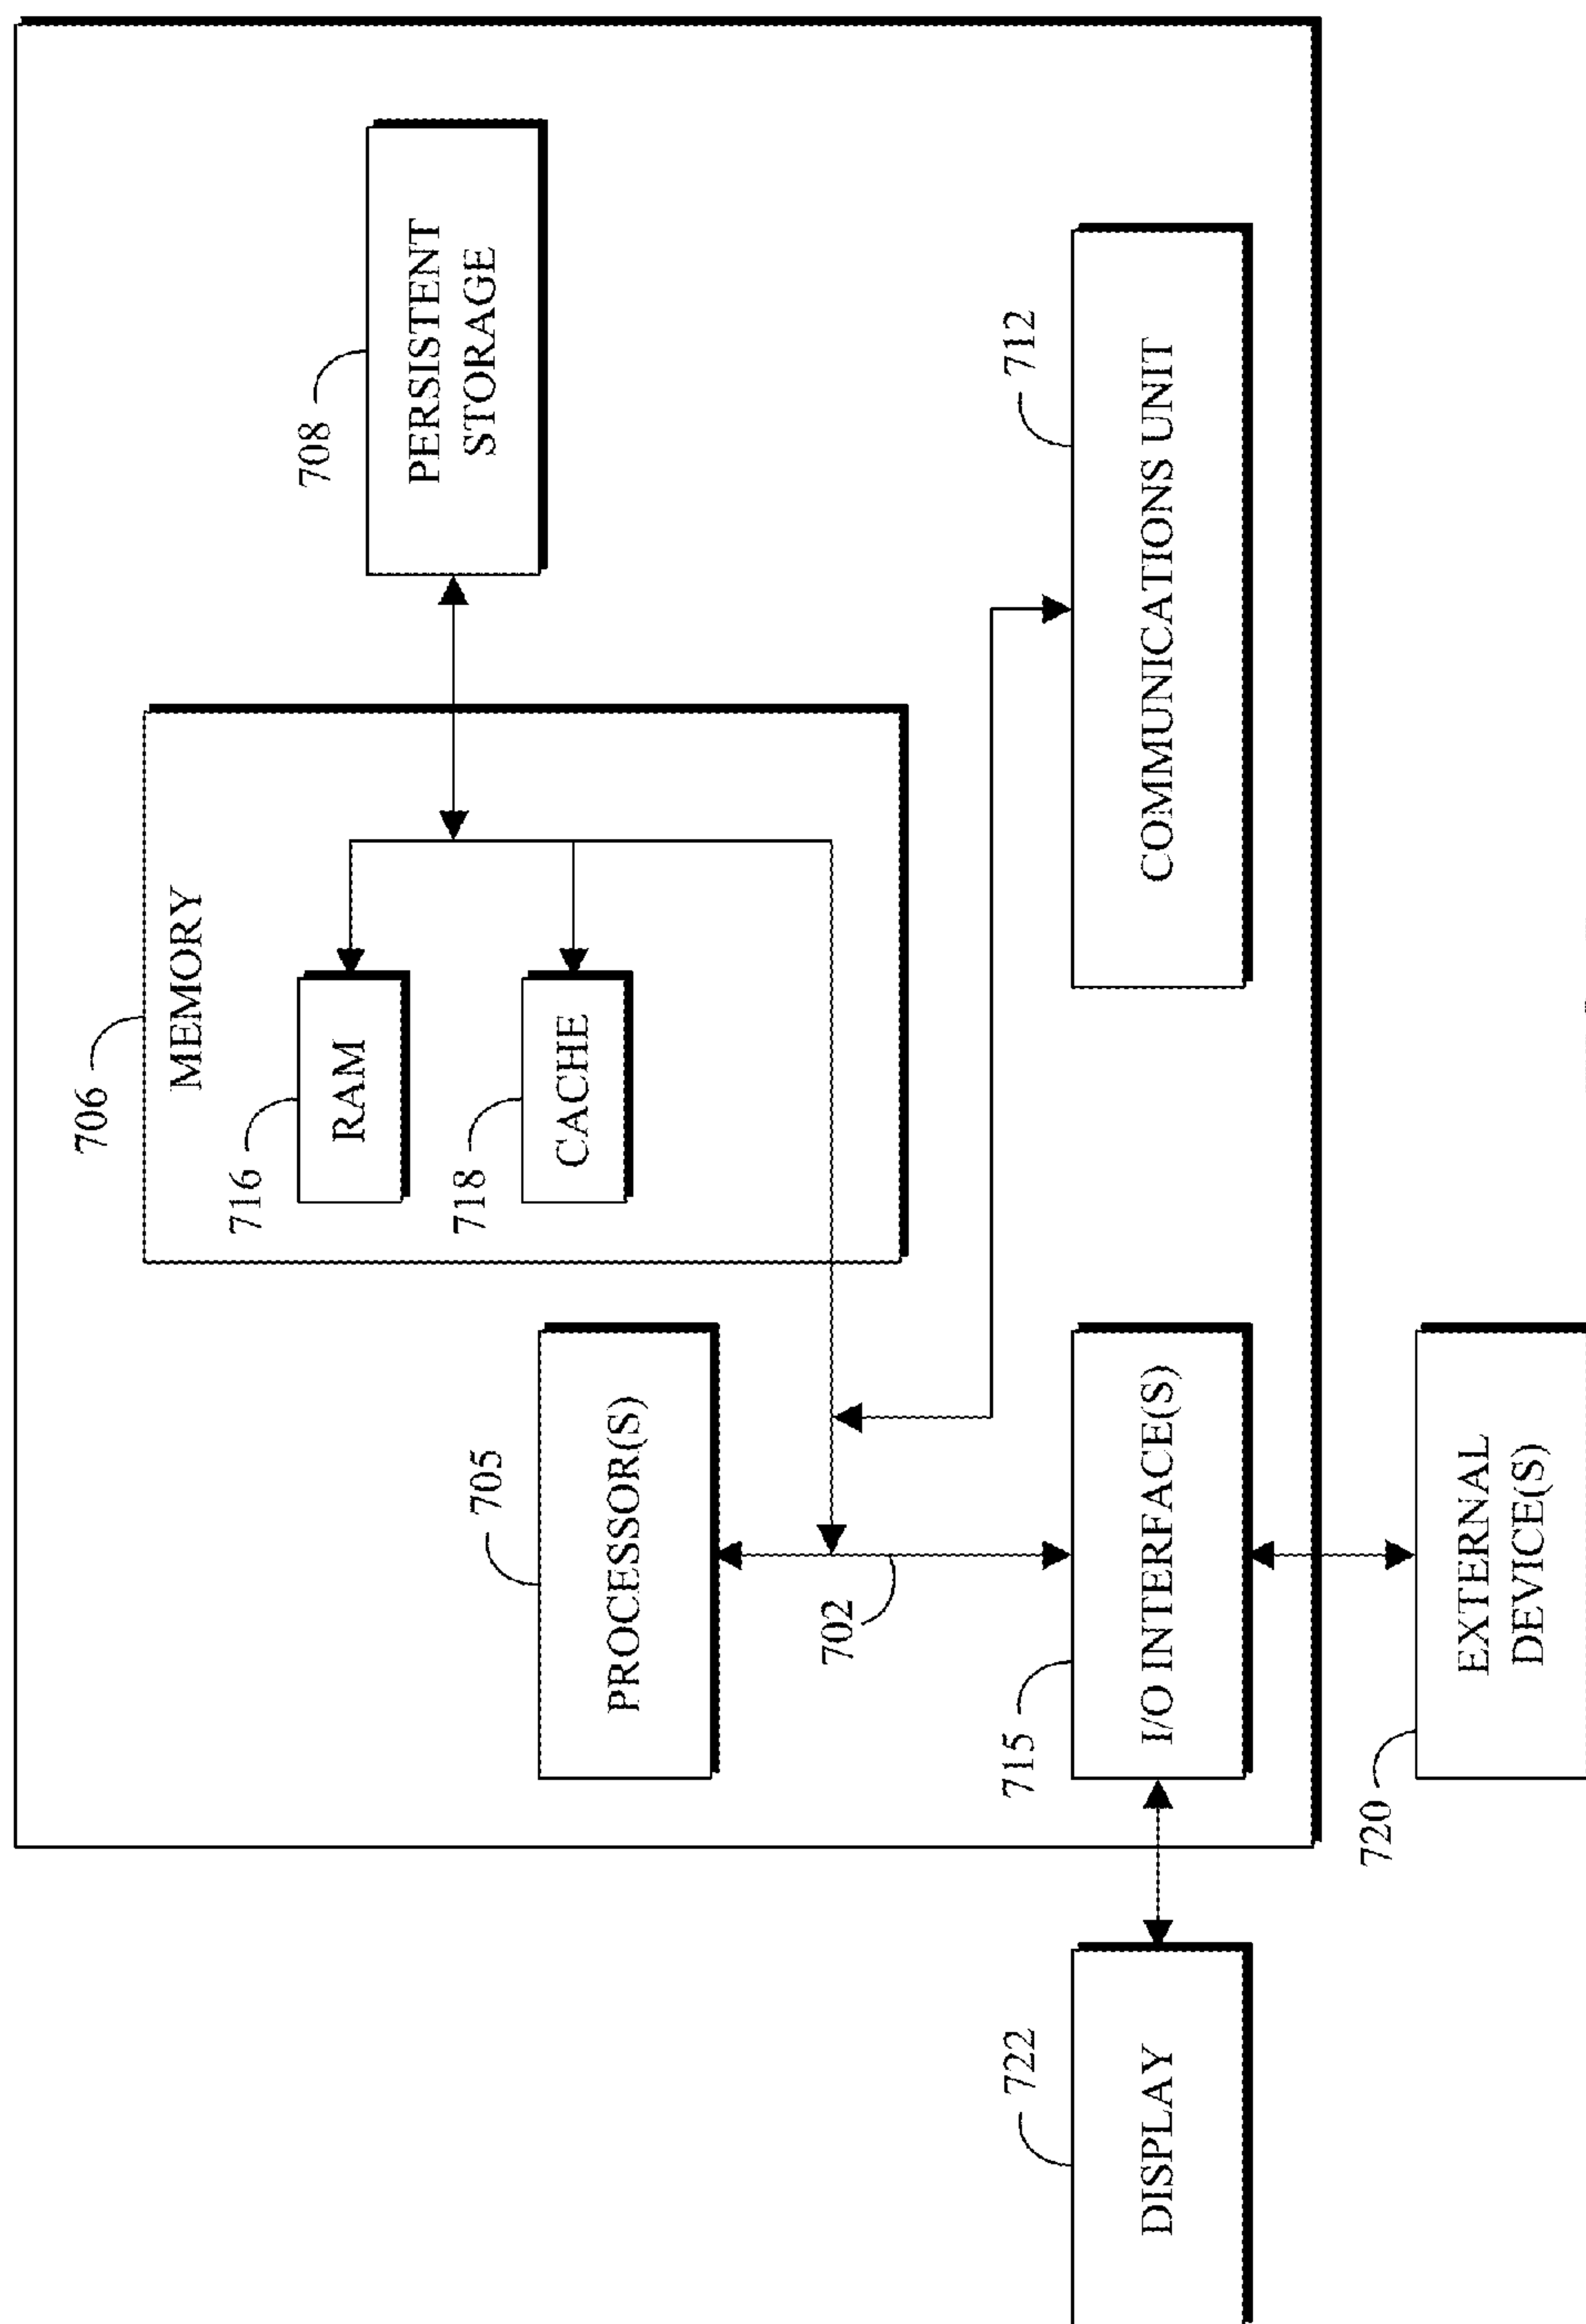 706
MEMORY
708
PERSISTENT
STORAGE
716
RAM
718
CACHE
705
PROCESSOR(S)
702
712
COMMUNICATIONS UNIT
715
I/O INTERFACE(S)
722
DISPLAY
720
EXTERNAL
DEVICE(S)